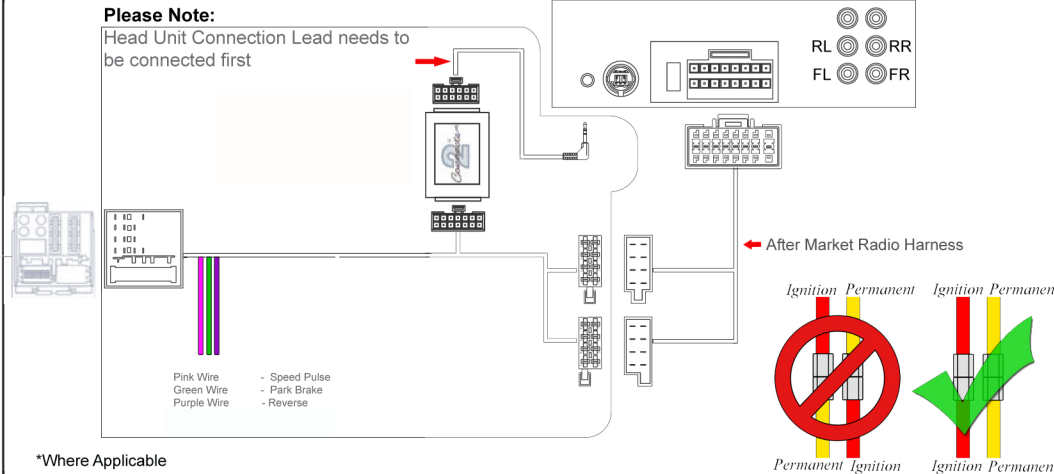 Please Note:
Head Unit Connection Lead needs to
be connected first
RL RR
FL FR
Connects2
After Market Radio Harness
Ignition Permanent Ignition Permanen
Pink Wire - Speed Pulse
Green Wire - Park Brake
Purple Wire - Reverse
Permanent Ignition Ignition Permanen
*Where Applicable